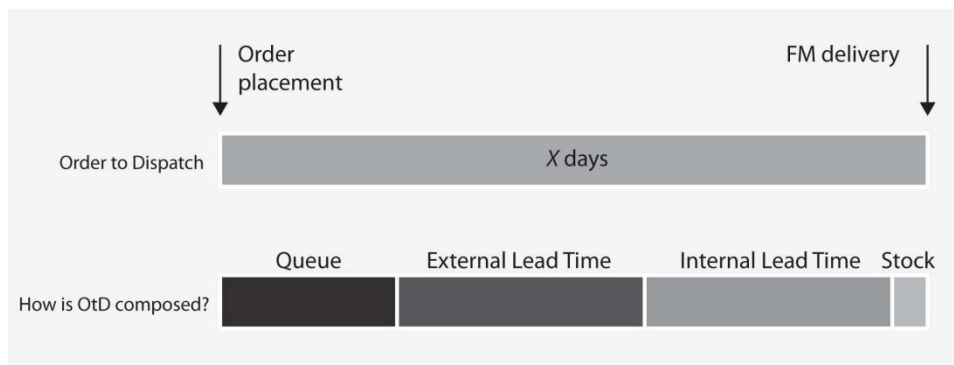 Order
placement
FM delivery
Order to Dispatch
X days
Queue
External Lead Time
Internal Lead Time
Stock
How is OtD composed?